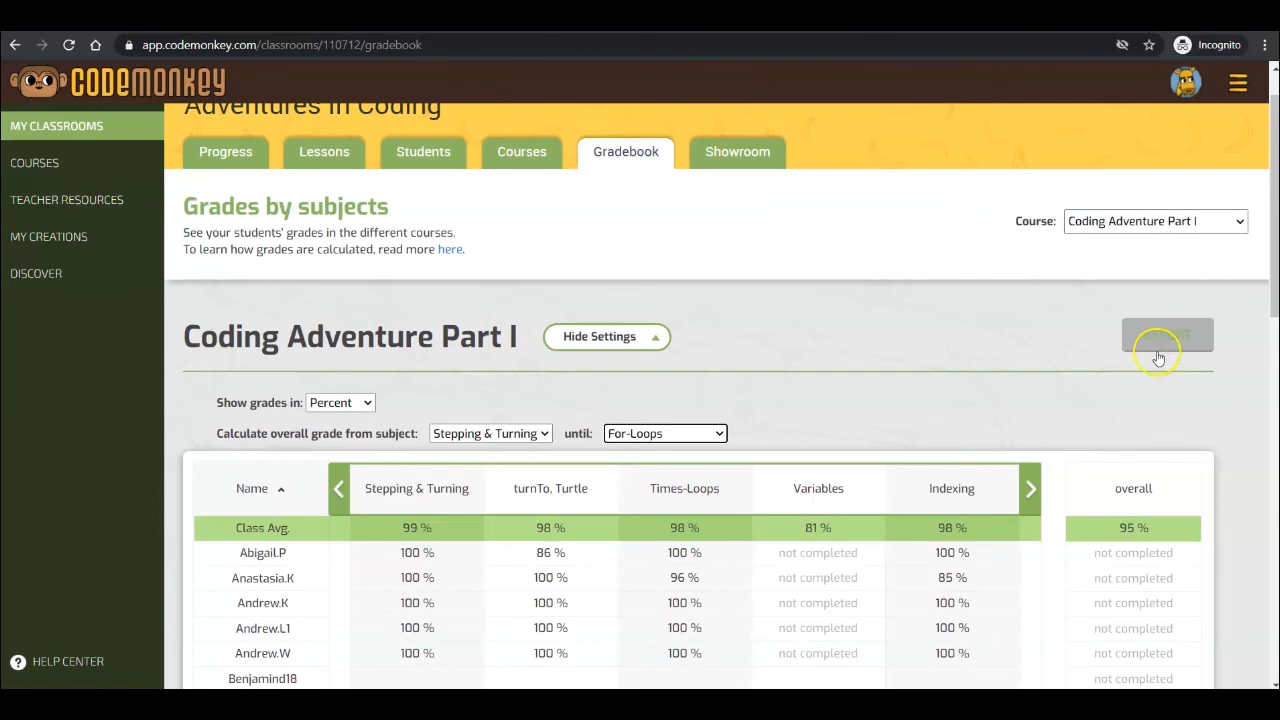 app.codemonkey.com/classrooms/110712/gradebook
Incognito
CODEMONKEY
MY CLASSROOMS
COURSES
TEACHER RESOURCES
MY CREATIONS
DISCOVER
HELP CENTER
Adventures in Coding
Progress Lessons Students Courses Gradebook Showroom
Grades by subjects
See your students' grades in the different courses.
To learn how grades are calculated, read more here.
Course: Coding Adventure Part I
Coding Adventure Part I Hide Settings
Show grades in: Percent
Calculate overall grade from subject: Stepping & Turning until: For-Loops
Name Stepping & Turning turnTo, Turtle Times-Loops Variables Indexing overall
Class Avg. 99 % 98 % 98 % 81 % 98 % 95 %
Abigail.P 100 % 86 % 100 % not completed 100 % not completed
Anastasia.K 100 % 100 % 96 % not completed 85 % not completed
Andrew.K 100 % 100 % 100 % not completed 100 % not completed
Andrew.L1 100 % 100 % 100 % not completed 100 % not completed
Andrew.W 100 % 100 % 100 % not completed 100 % not completed
Benjamind18 not completed